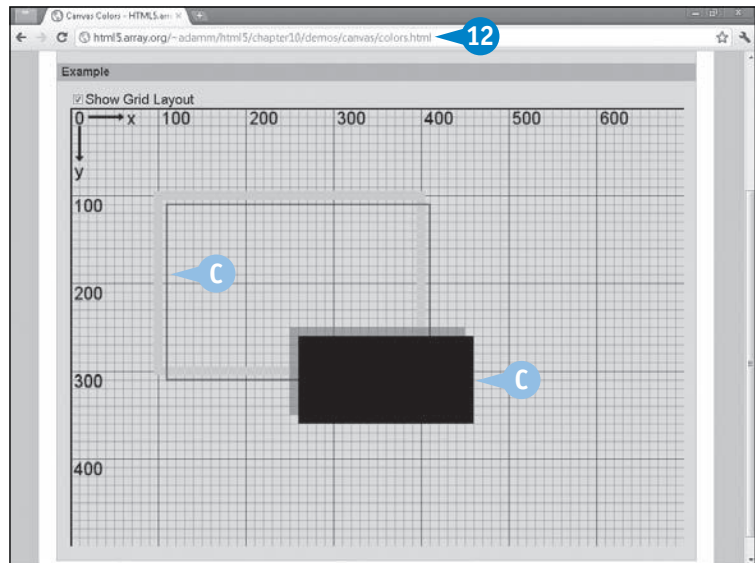 Canvas Colors - HTML5.arr
html5.array.org/~adamm/html5/chapter10/demos/canvas/colors.html
12
Example
Show Grid Layout
0 x 100 200 300 400 500 600
y
100
C
200
300
C
400